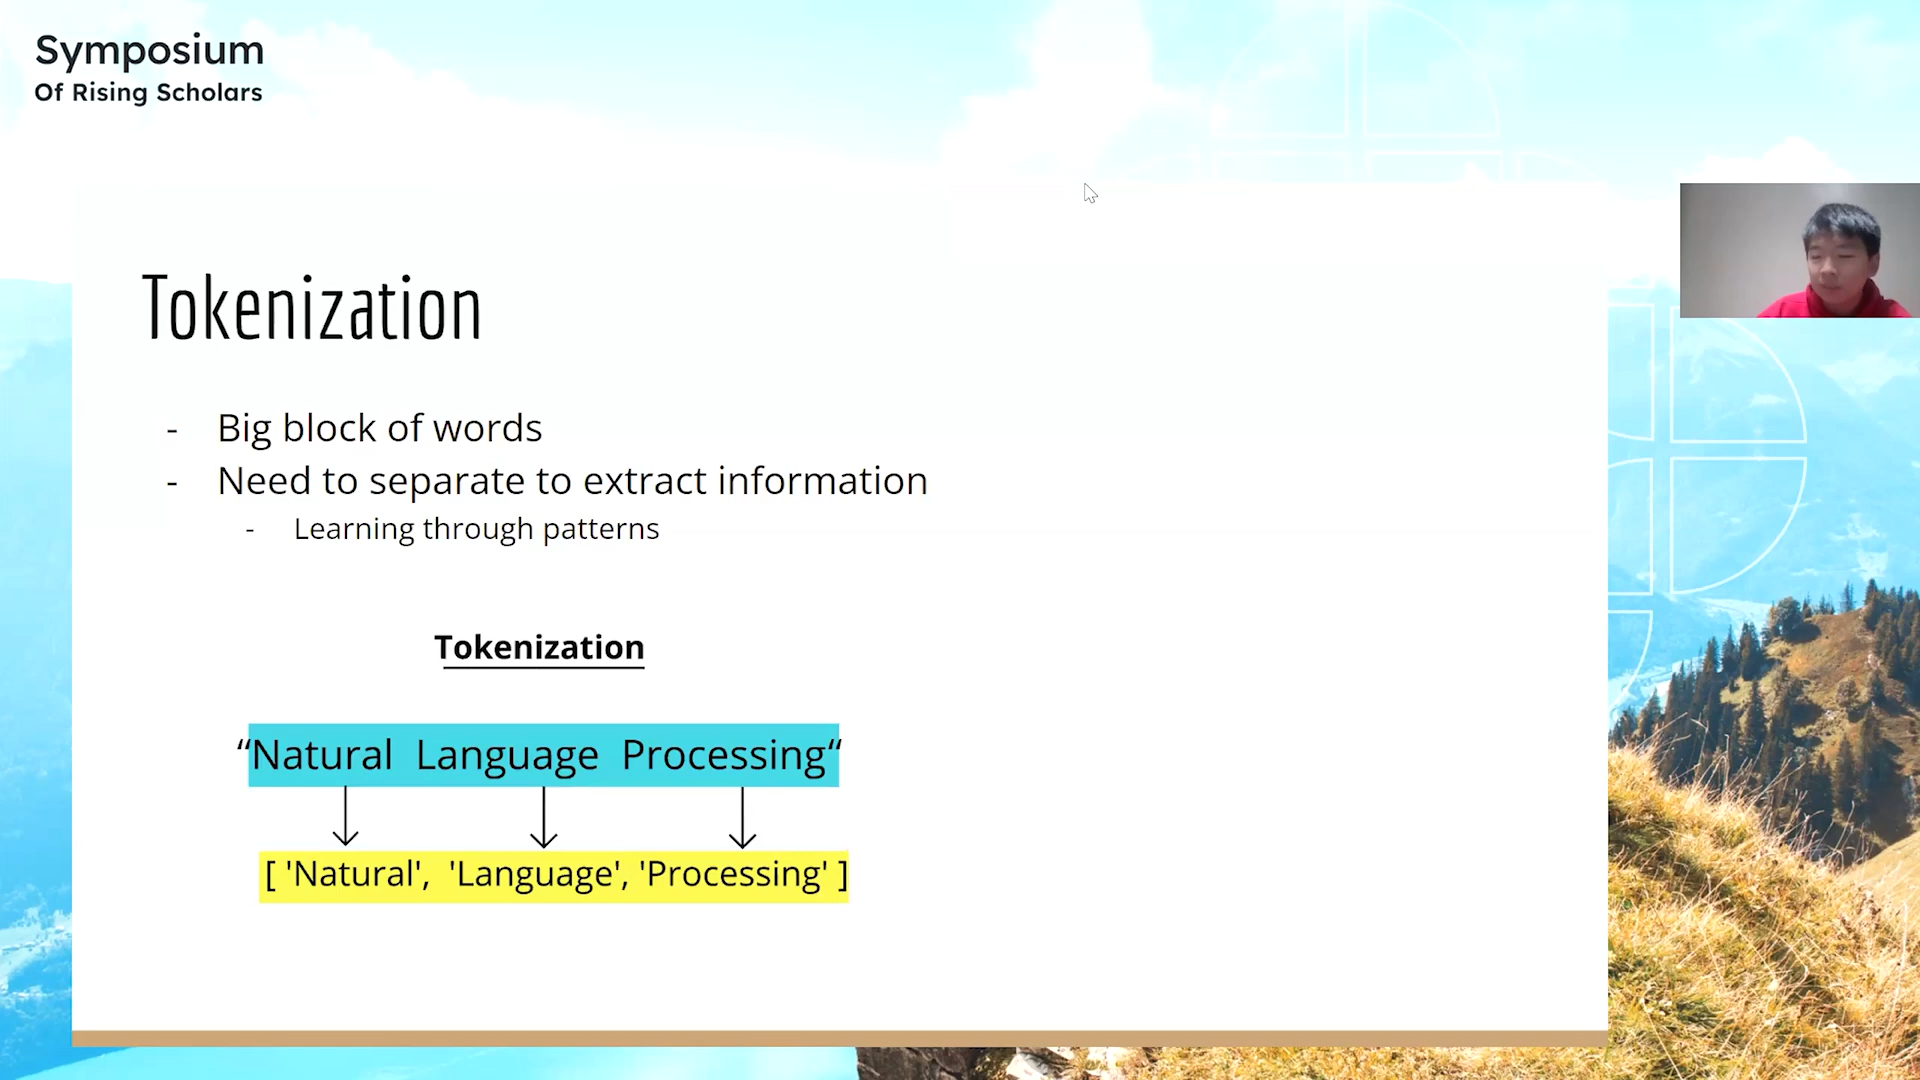 Symposium
Of Rising Scholars
Tokenization
- Big block of words
- Need to separate to extract information
- Learning through patterns
Tokenization
“Natural Language Processing“
[ 'Natural', 'Language', 'Processing' ]